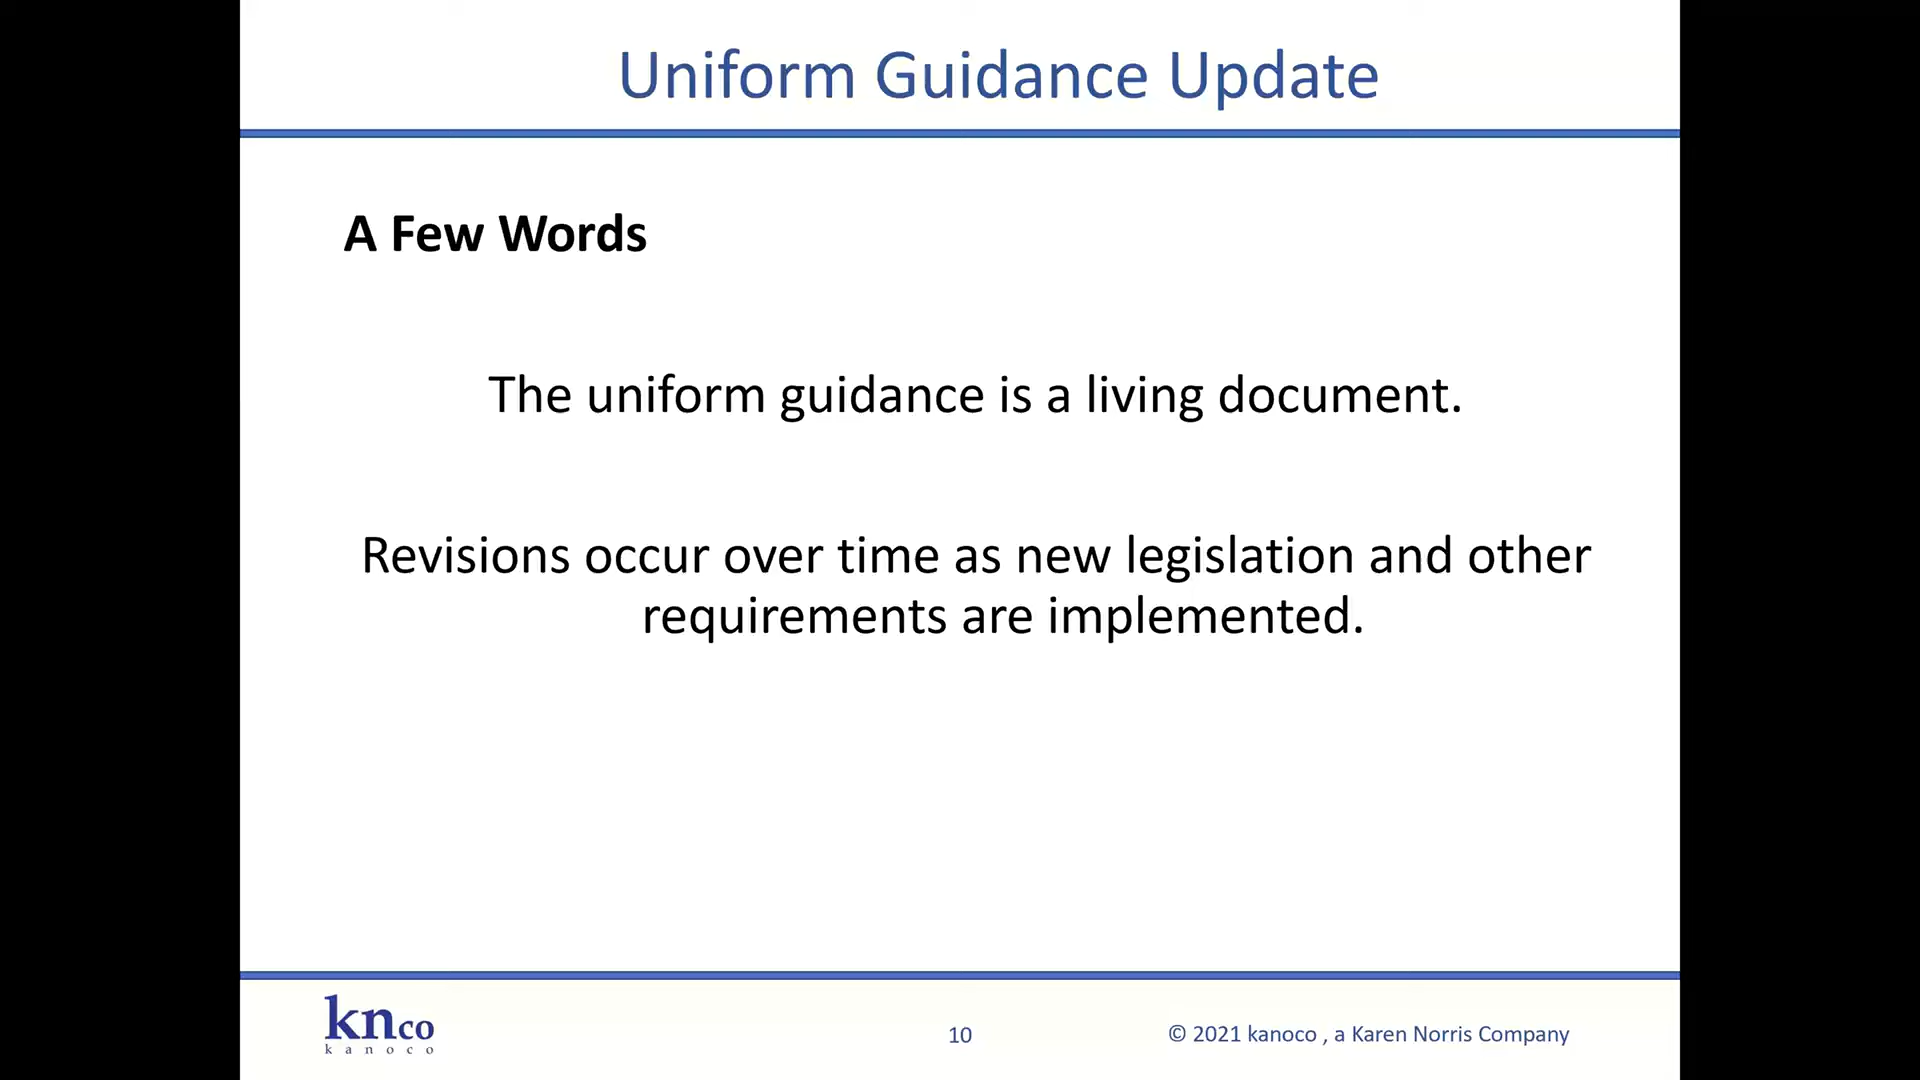 Uniform Guidance Update
A Few Words
The uniform guidance is a living document.
Revisions occur over time as new legislation and other
requirements are implemented.
knco
kanoco
10
© 2021 kanoco , a Karen Norris Company